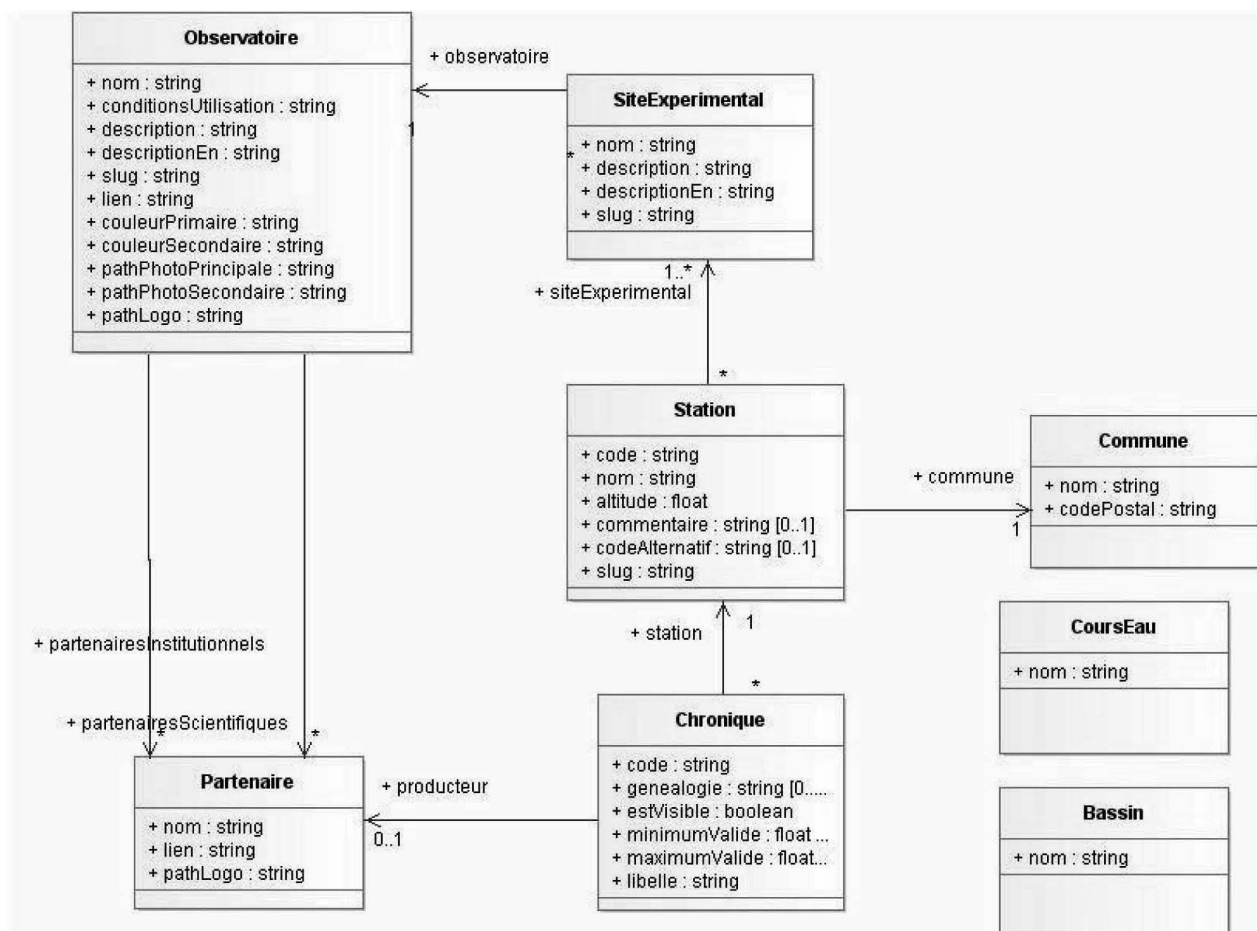 Observatoire
+ nom : string
+ conditionsUtilisation : string
+ description : string
+ descriptionEn : string
+ slug : string
+ lien : string
+ couleurPrimaire : string
+ couleurSecondaire : string
+ pathPhotoPrincipale : string
+ pathPhotoSecondaire : string
+ pathLogo : string
+ observatoire
1
*
SiteExperimental
+ nom : string
+ description : string
+ descriptionEn : string
+ slug : string
1..*
+ siteExperimental
*
Station
+ code : string
+ nom : string
+ altitude : float
+ commentaire : string [0..1]
+ codeAlternatif : string [0..1]
+ slug : string
+ commune
1
Commune
+ nom : string
+ codePostal : string
+ station
1
*
CoursEau
+ nom : string
+ partenairesInstitutionnels
+ partenairesScientifiques
*
*
Partenaire
+ nom : string
+ lien : string
+ pathLogo : string
+ producteur
0..1
Chronique
+ code : string
+ genealogie : string [0.....
+ estVisible : boolean
+ minimumValide : float ...
+ maximumValide : float...
+ libelle : string
Bassin
+ nom : string